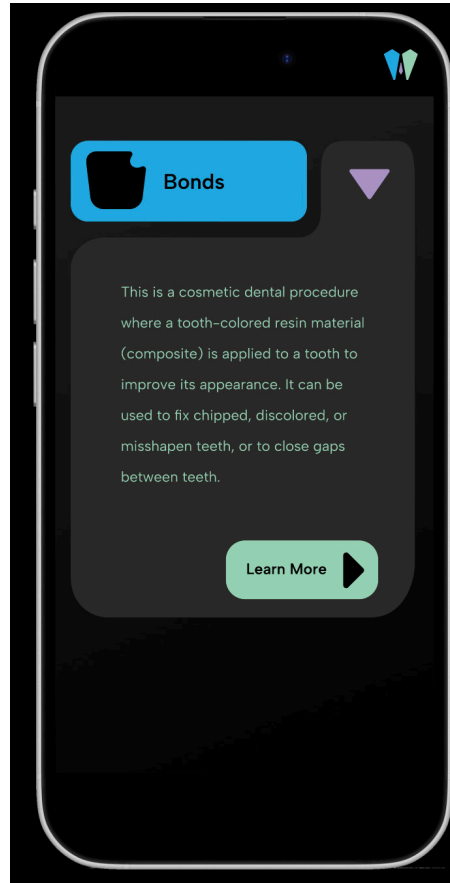 Bonds
This is a cosmetic dental procedure
where a tooth-colored resin material
(composite) is applied to a tooth to
improve its appearance. It can be
used to fix chipped, discolored, or
misshapen teeth, or to close gaps
between teeth.
Learn More